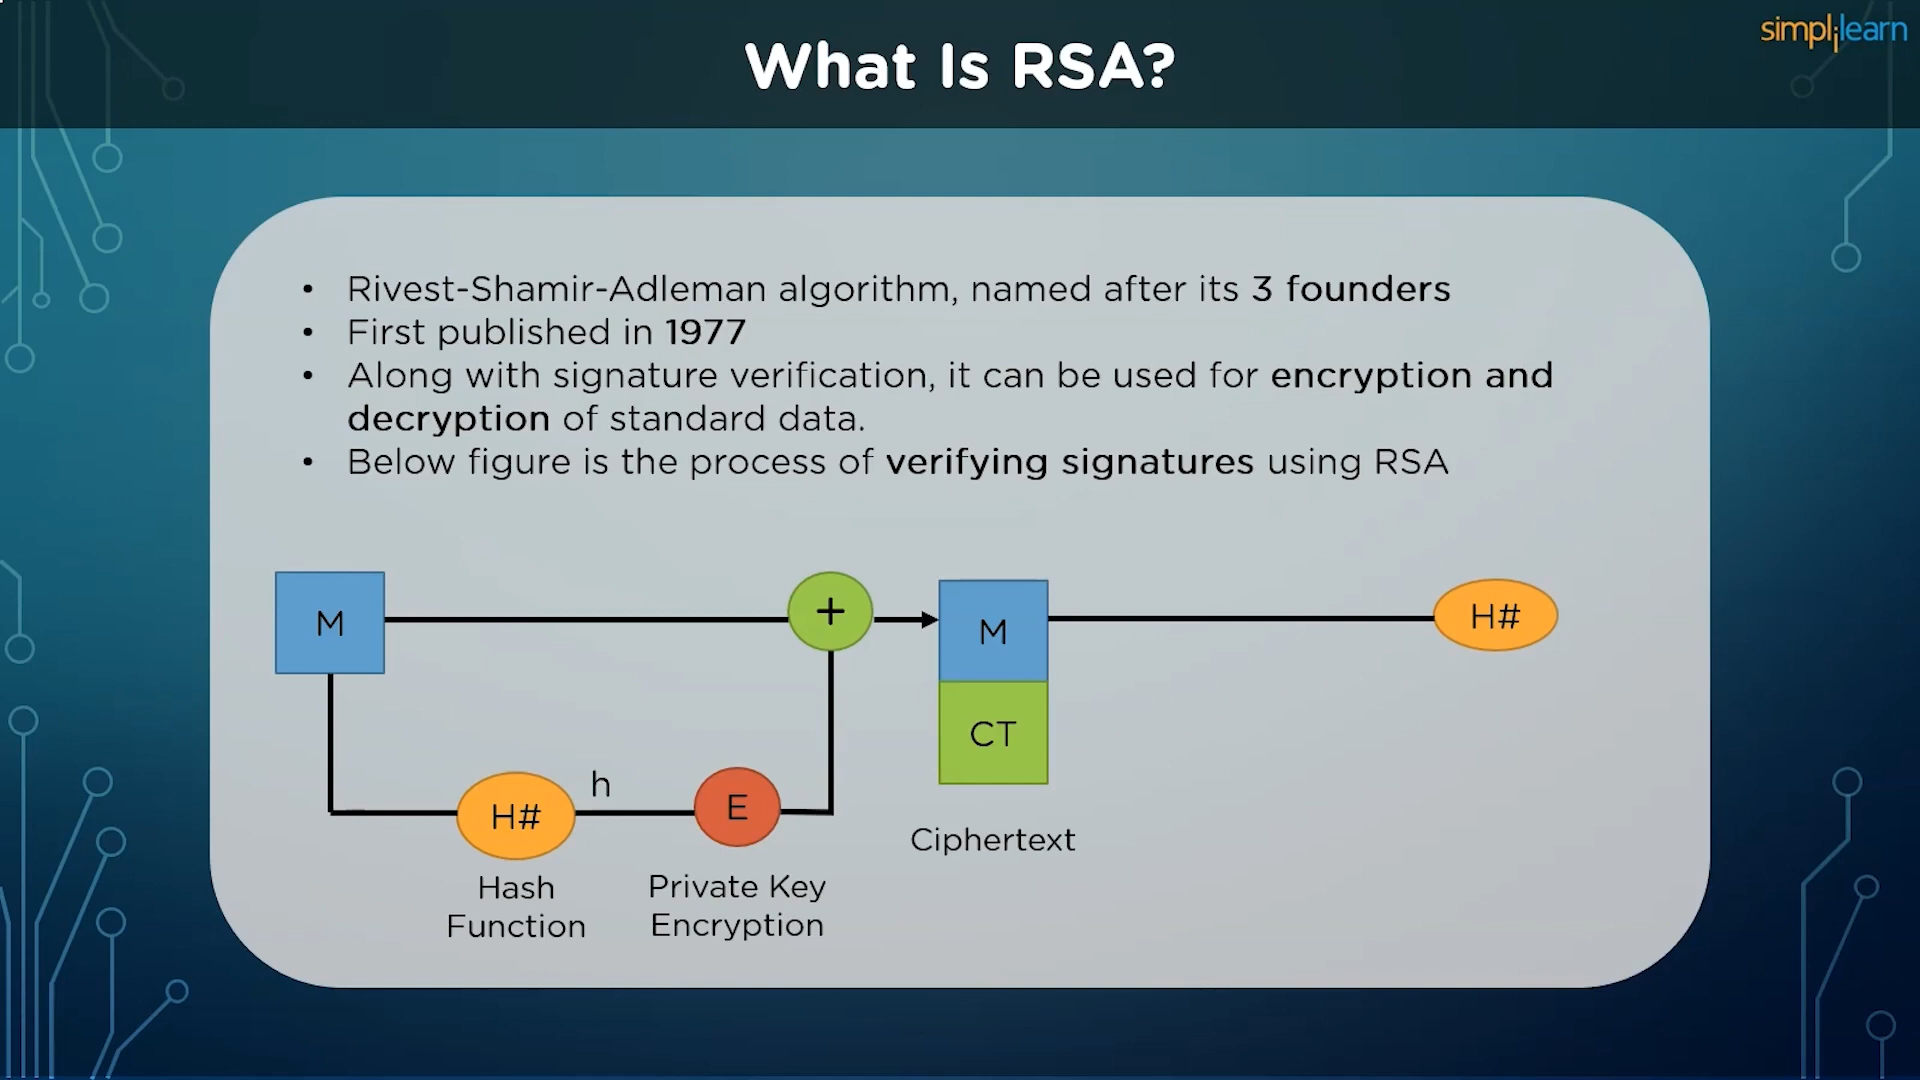 simplilearn
What Is RSA?
• Rivest-Shamir-Adleman algorithm, named after its 3 founders
• First published in 1977
• Along with signature verification, it can be used for encryption and
decryption of standard data.
• Below figure is the process of verifying signatures using RSA
M
+
M
H#
CT
h
H#
E
Ciphertext
Hash
Function
Private Key
Encryption